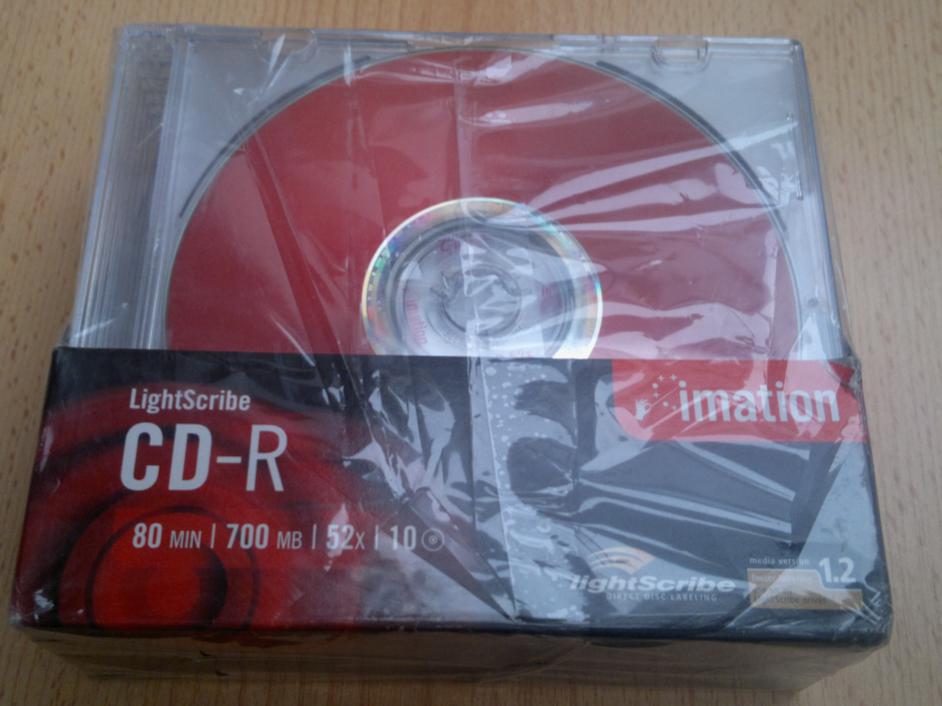 imation
LightScribe
CD-R
80 MIN | 700 MB | 52x | 10
lightScribe
DIRECT DISC LABELING
media version 1.2